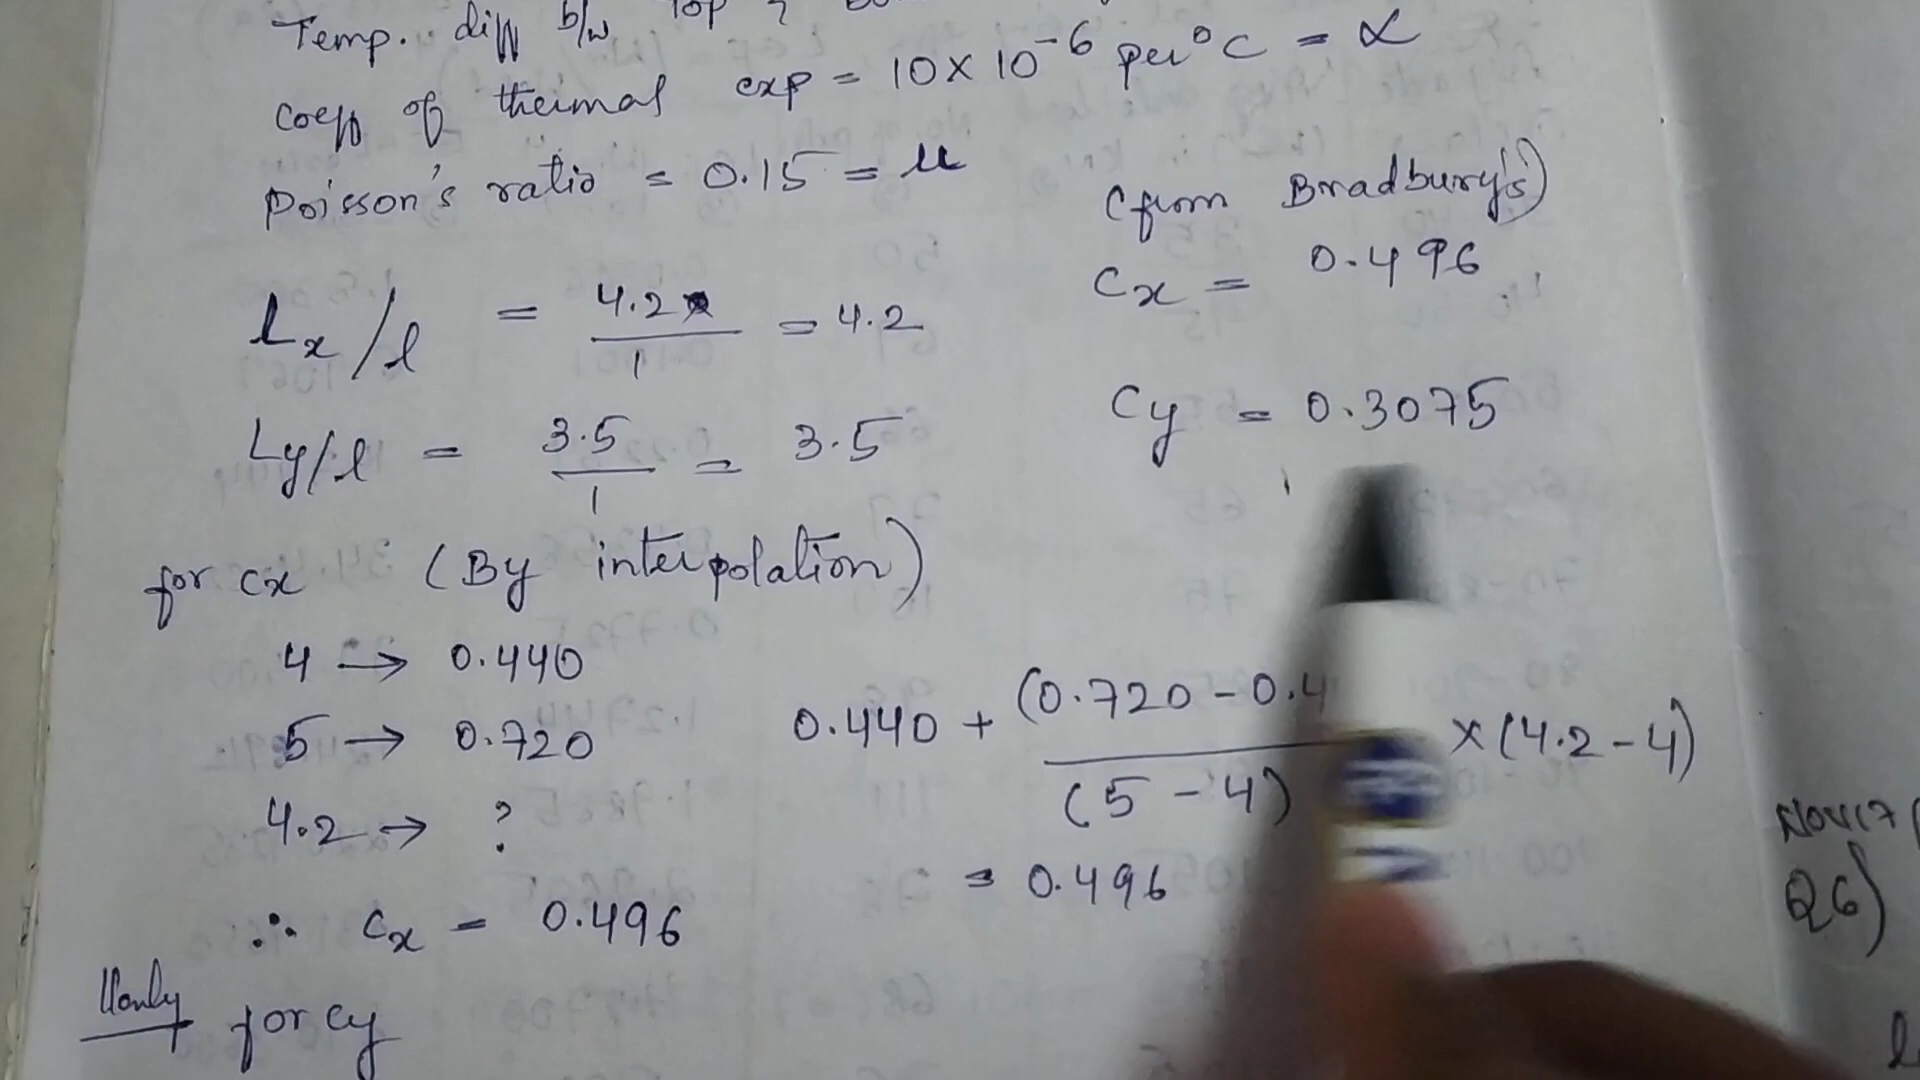 Temp. diff b/w Top &
coeff of thermal exp = 10 x 10^-6 per °C = α
Poisson's ratio = 0.15 = μ
C from Bradbury's)
Cx = 0.496
Lx/l = 4.2 / 1 = 4.2
Cy = 0.3075
Ly/l = 3.5 / 1 = 3.5
for cx (By interpolation)
4 → 0.440
5 → 0.720
0.440 + (0.720 - 0.4 / (5 - 4) x (4.2 - 4)
4.2 → ?
= 0.496
∴ Cx = 0.496
llarly for cy
Nov 17
Q6)